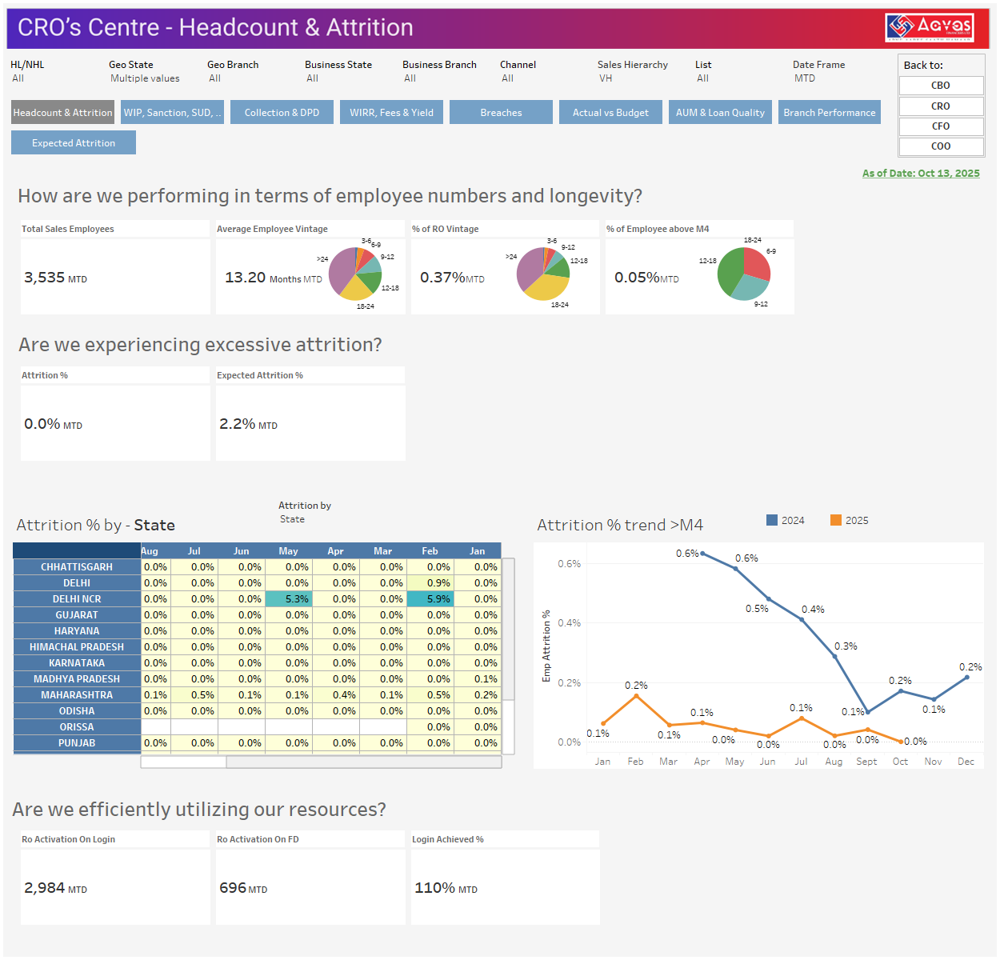 CRO's Centre - Headcount & Attrition
Aavas
HL/NHL Geo State Geo Branch Business State Business Branch Channel Sales Hierarchy List Date Frame
All Multiple values All All All All VH All MTD
Back to:
CBO
CRO
CFO
COO
Headcount & Attrition WIP, Sanction, SUD, .. Collection & DPD WIRR, Fees & Yield Breaches Actual vs Budget AUM & Loan Quality Branch Performance
Expected Attrition
As of Date: Oct 13, 2025
How are we performing in terms of employee numbers and longevity?
Total Sales Employees
3,535 MTD
Average Employee Vintage
13.20 Months MTD
3-6
6-9
9-12
12-18
18-24
>24
% of RO Vintage
0.37% MTD
3-6
9-12
12-18
18-24
>24
% of Employee above M4
0.05% MTD
18-24
6-9
9-12
12-18
Are we experiencing excessive attrition?
Attrition %
0.0% MTD
Expected Attrition %
2.2% MTD
Attrition by
State
Attrition % by - State
Aug Jul Jun May Apr Mar Feb Jan
CHHATTISGARH 0.0% 0.0% 0.0% 0.0% 0.0% 0.0% 0.0% 0.0%
DELHI 0.0% 0.0% 0.0% 0.0% 0.0% 0.0% 0.9% 0.0%
DELHI NCR 0.0% 0.0% 0.0% 5.3% 0.0% 0.0% 5.9% 0.0%
GUJARAT 0.0% 0.0% 0.0% 0.0% 0.0% 0.0% 0.0% 0.0%
HARYANA 0.0% 0.0% 0.0% 0.0% 0.0% 0.0% 0.0% 0.0%
HIMACHAL PRADESH 0.0% 0.0% 0.0% 0.0% 0.0% 0.0% 0.0% 0.0%
KARNATAKA 0.0% 0.0% 0.0% 0.0% 0.0% 0.0% 0.0% 0.0%
MADHYA PRADESH 0.0% 0.0% 0.0% 0.0% 0.0% 0.0% 0.0% 0.1%
MAHARASHTRA 0.1% 0.5% 0.1% 0.1% 0.4% 0.1% 0.5% 0.2%
ODISHA 0.0% 0.0% 0.0% 0.0% 0.0% 0.0% 0.0% 0.0%
ORISSA 0.0% 0.0%
PUNJAB 0.0% 0.0% 0.0% 0.0% 0.0% 0.0% 0.0% 0.0%
Attrition % trend >M4
2024 2025
Emp Attrition %
0.6%
0.4%
0.2%
0.0%
0.6% 0.6% 0.5% 0.4% 0.3% 0.1% 0.2% 0.1% 0.2%
0.1% 0.2% 0.1% 0.1% 0.0% 0.0% 0.1% 0.0% 0.0% 0.0%
Jan Feb Mar Apr May Jun Jul Aug Sept Oct Nov Dec
Are we efficiently utilizing our resources?
Ro Activation On Login
2,984 MTD
Ro Activation On FD
696 MTD
Login Achieved %
110% MTD